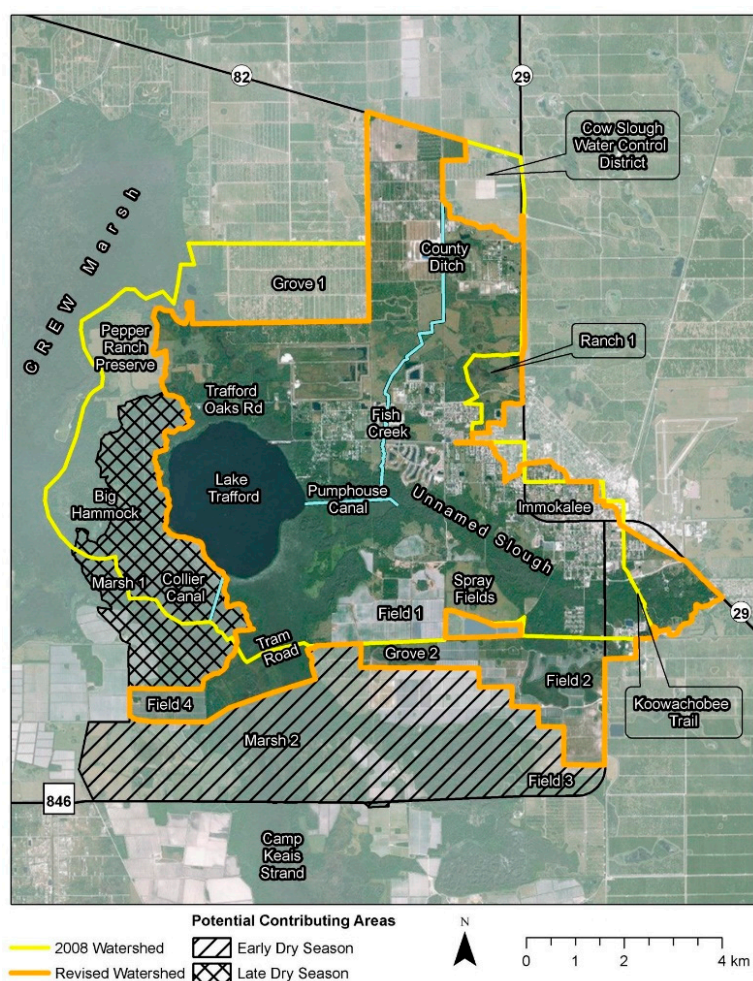 82
29
Cow Slough
Water Control
District
CREW Marsh
County
Ditch
Grove 1
Pepper
Ranch
Preserve
Ranch 1
Trafford
Oaks Rd
Fish
Creek
Lake
Trafford
Pumphouse
Canal
Unnamed Slough
Immokalee
Big
Hammock
Marsh 1
Collier
Canal
Spray
Fields
Field 1
29
Tram
Road
Grove 2
Field 2
Koowachobee
Trail
Field 4
Marsh 2
Field 3
846
Camp
Keais
Strand
Potential Contributing Areas
2008 Watershed
Early Dry Season
Revised Watershed
Late Dry Season
N
0 1 2 4 km